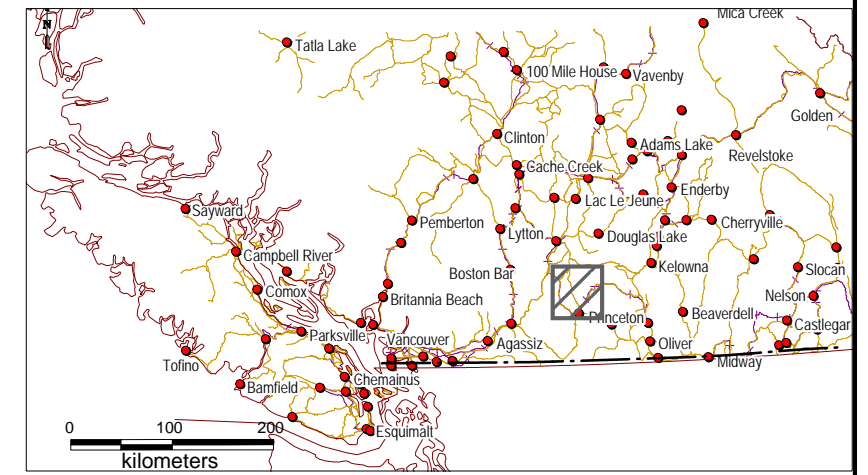 Mica Creek
N
Tatla Lake
100 Mile House
Vavenby
Golden
Clinton
Adams Lake
Revelstoke
Cache Creek
Enderby
Lac Le Jeune
Sayward
Pemberton
Cherryville
Lytton
Douglas Lake
Campbell River
Boston Bar
Kelowna
Slocan
Comox
Britannia Beach
Nelson
Princeton
Beaverdell
Castlegar
Parksville
Vancouver
Agassiz
Oliver
Tofino
Midway
Bamfield
Chemainus
0 100 200
Esquimalt
kilometers